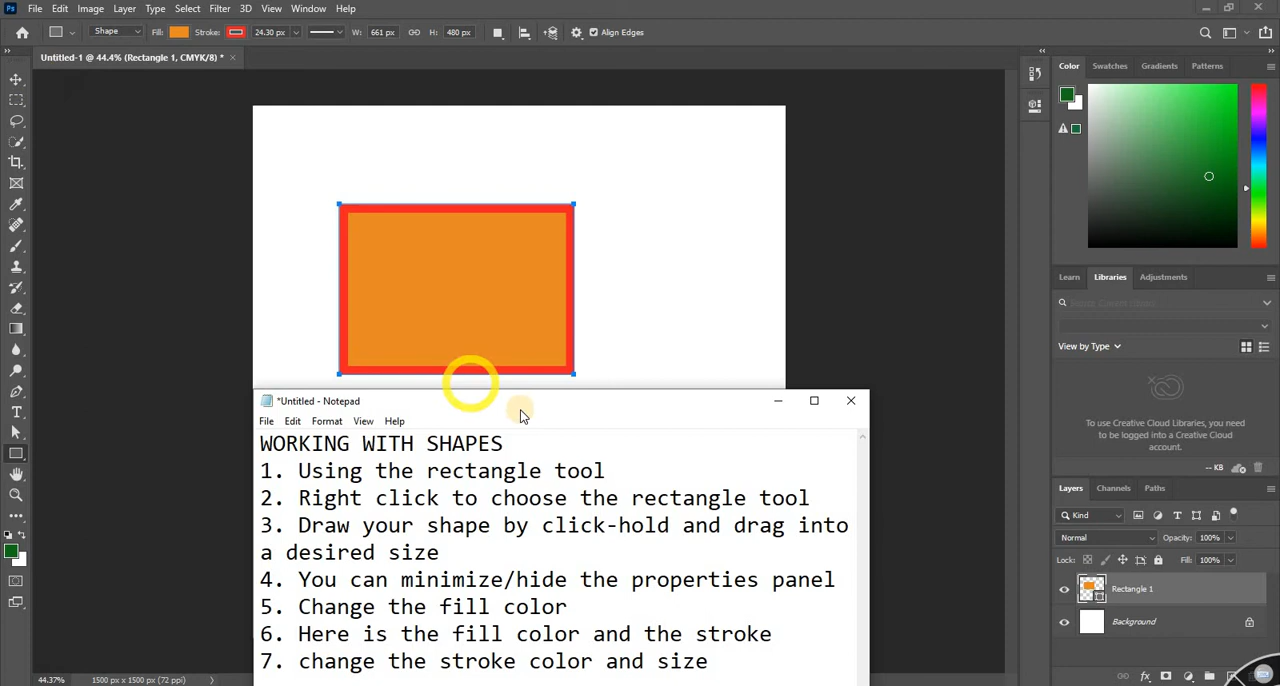 Ps File Edit Image Layer Type Select Filter 3D View Window Help
Shape Fill: Stroke: 24.30 px W: 661 px H: 480 px Align Edges
Untitled-1 @ 44.4% (Rectangle 1, CMYK/8) *
Color Swatches Gradients Patterns
Learn Libraries Adjustments
View by Type
To use Creative Cloud Libraries, you need
to be logged into a Creative Cloud
account.
-- KB
Layers Channels Paths
Kind
Normal Opacity: 100%
Lock: Fill: 100%
Rectangle 1
Background
*Untitled - Notepad
File Edit Format View Help
WORKING WITH SHAPES
1. Using the rectangle tool
2. Right click to choose the rectangle tool
3. Draw your shape by click-hold and drag into
a desired size
4. You can minimize/hide the properties panel
5. Change the fill color
6. Here is the fill color and the stroke
7. change the stroke color and size
44.37% 1500 px x 1500 px (72 ppi)